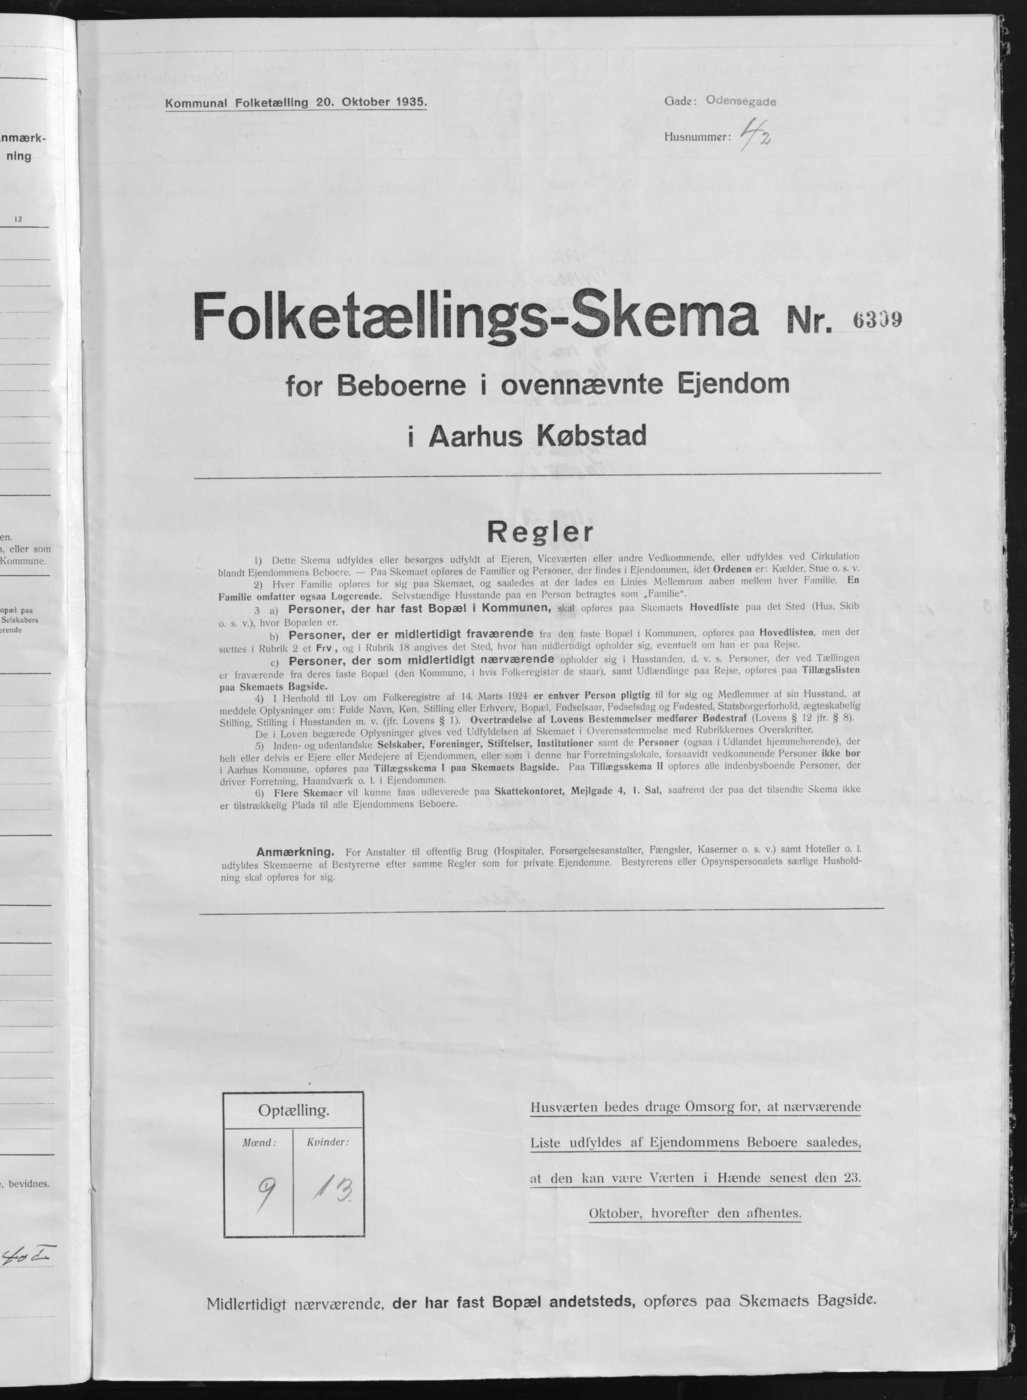 nmærk-
ning
12
en.
, eller som
Kommune.
opæl paa
Selskabers
ørende
, bevidnes.
Kommunal Folketælling 20. Oktober 1935.
Gade: Odensegade
Husnummer: 42
Folketællings-Skema Nr. 6309
for Beboerne i ovennævnte Ejendom
i Aarhus Købstad
Regler
1) Dette Skema udfyldes eller besørges udfyldt af Ejeren, Viceværten eller andre Vedkommende, eller udfyldes ved Cirkulation
blandt Ejendommens Beboere. — Paa Skemaet opføres de Familier og Personer, der findes i Ejendommen, idet Ordenen er: Kælder, Stue o. s. v.
2) Hver Familie opføres for sig paa Skemaet, og saaledes at der lades en Linies Mellemrum aaben mellem hver Familie. En
Familie omfatter ogsaa Logerende. Selvstændige Husstande paa en Person betragtes som „Familie“.
3 a) Personer, der har fast Bopæl i Kommunen, skal opføres paa Skemaets Hovedliste paa det Sted (Hus, Skib
o. s. v.), hvor Bopælen er.
b) Personer, der er midlertidigt fraværende fra den faste Bopæl i Kommunen, opføres paa Hovedlisten, men der
sættes i Rubrik 2 et Frv., og i Rubrik 18 angives det Sted, hvor han midlertidigt opholder sig, eventuelt om han er paa Rejse.
c) Personer, der som midlertidigt nærværende opholder sig i Husstanden, d. v. s. Personer, der ved Tællingen
er fraværende fra deres faste Bopæl (den Kommune, i hvis Folkeregister de staar), samt Udlændinge paa Rejse, opføres paa Tillægslisten
paa Skemaets Bagside.
4) I Henhold til Lov om Folkeregistre af 14. Marts 1924 er enhver Person pligtig til for sig og Medlemmer af sin Husstand, at
meddele Oplysninger om: Fulde Navn, Køn, Stilling eller Erhverv, Bopæl, Fødselsaar, Fødselsdag og Fødested, Statsborgerforhold, ægteskabelig
Stilling, Stilling i Husstanden m. v. (jfr. Lovens § 1). Overtrædelse af Lovens Bestemmelser medfører Bødestraf (Lovens § 12 jfr. § 8).
De i Loven begærede Oplysninger gives ved Udfyldelsen af Skemaet i Overensstemmelse med Rubrikkernes Overskrifter.
5) Inden- og udenlandske Selskaber, Foreninger, Stiftelser, Institutioner samt de Personer (ogsaa i Udlandet hjemmehørende), der
helt eller delvis er Ejere eller Medejere af Ejendommen, eller som i denne har Forretningslokale, forsaavidt vedkommende Personer ikke bor
i Aarhus Kommune, opføres paa Tillægsskema I paa Skemaets Bagside. Paa Tillægsskema II opføres alle indenbysboende Personer, der
driver Forretning, Haandværk o. l. i Ejendommen.
6) Flere Skemaer vil kunne faas udleverede paa Skattekontoret, Mejlgade 4, 1. Sal, saafremt der paa det tilsendte Skema ikke
er tilstrækkelig Plads til alle Ejendommens Beboere.
Anmærkning. For Anstalter til offentlig Brug (Hospitaler, Forsørgelsesanstalter, Fængsler, Kaserner o. s. v.) samt Hoteller o. l.
udfyldes Skemaerne af Bestyrerne efter samme Regler som for private Ejendomme. Bestyrerens eller Opsynspersonalets særlige Hushold-
ning skal opføres for sig.
Optælling.
Mænd: Kvinder:
9 13
Husværten bedes drage Omsorg for, at nærværende
Liste udfyldes af Ejendommens Beboere saaledes,
at den kan være Værten i Hænde senest den 23.
Oktober, hvorefter den afhentes.
Midlertidigt nærværende, der har fast Bopæl andetsteds, opføres paa Skemaets Bagside.